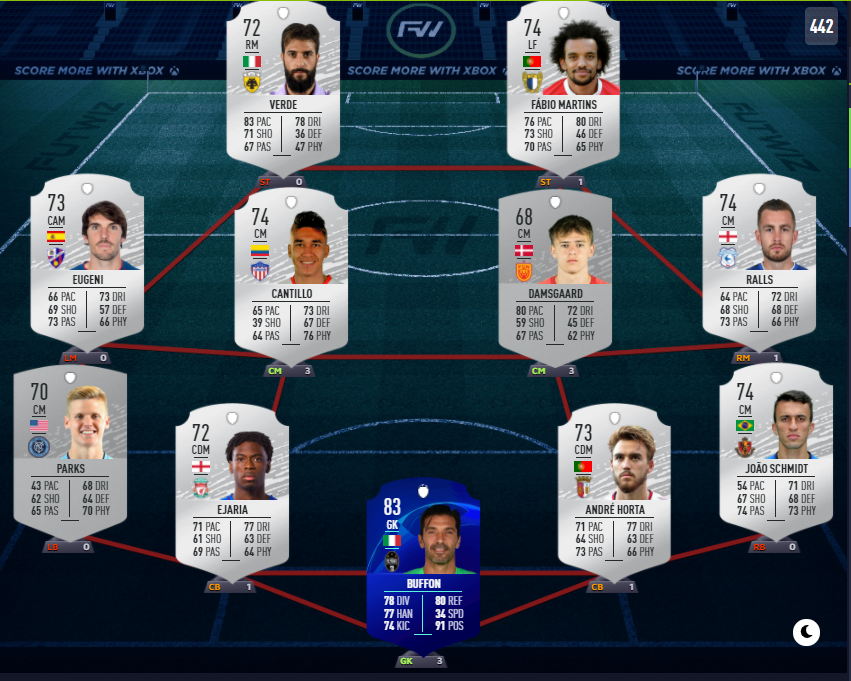 442
FW
SCORE MORE WITH XBOX
SCORE MORE WITH XBOX
SCORE MORE WITH XBOX
FUTWIZ
FUTWIZ
FW
72
RM
VERDE
83 PAC 78 DRI
71 SHO 36 DEF
67 PAS 47 PHY
ST 0
74
LF
FÁBIO MARTINS
76 PAC 80 DRI
73 SHO 46 DEF
70 PAS 65 PHY
ST 1
73
CAM
EUGENI
66 PAC 73 DRI
69 SHO 57 DEF
73 PAS 66 PHY
LM 0
74
CM
CANTILLO
65 PAC 73 DRI
39 SHO 67 DEF
64 PAS 76 PHY
CM 3
68
CM
DAMSGAARD
80 PAC 72 DRI
59 SHO 45 DEF
67 PAS 62 PHY
CM 3
74
CM
RALLS
64 PAC 72 DRI
68 SHO 68 DEF
73 PAS 66 PHY
RM 1
70
CM
PARKS
43 PAC 68 DRI
62 SHO 64 DEF
65 PAS 70 PHY
LB 0
72
CDM
EJARIA
71 PAC 77 DRI
61 SHO 63 DEF
69 PAS 64 PHY
CB 1
83
GK
BUFFON
78 DIV 80 REF
77 HAN 34 SPD
74 KIC 91 POS
GK 3
73
CDM
ANDRÉ HORTA
71 PAC 77 DRI
64 SHO 63 DEF
73 PAS 66 PHY
CB 1
74
CM
JOÃO SCHMIDT
54 PAC 71 DRI
67 SHO 68 DEF
74 PAS 73 PHY
RB 0